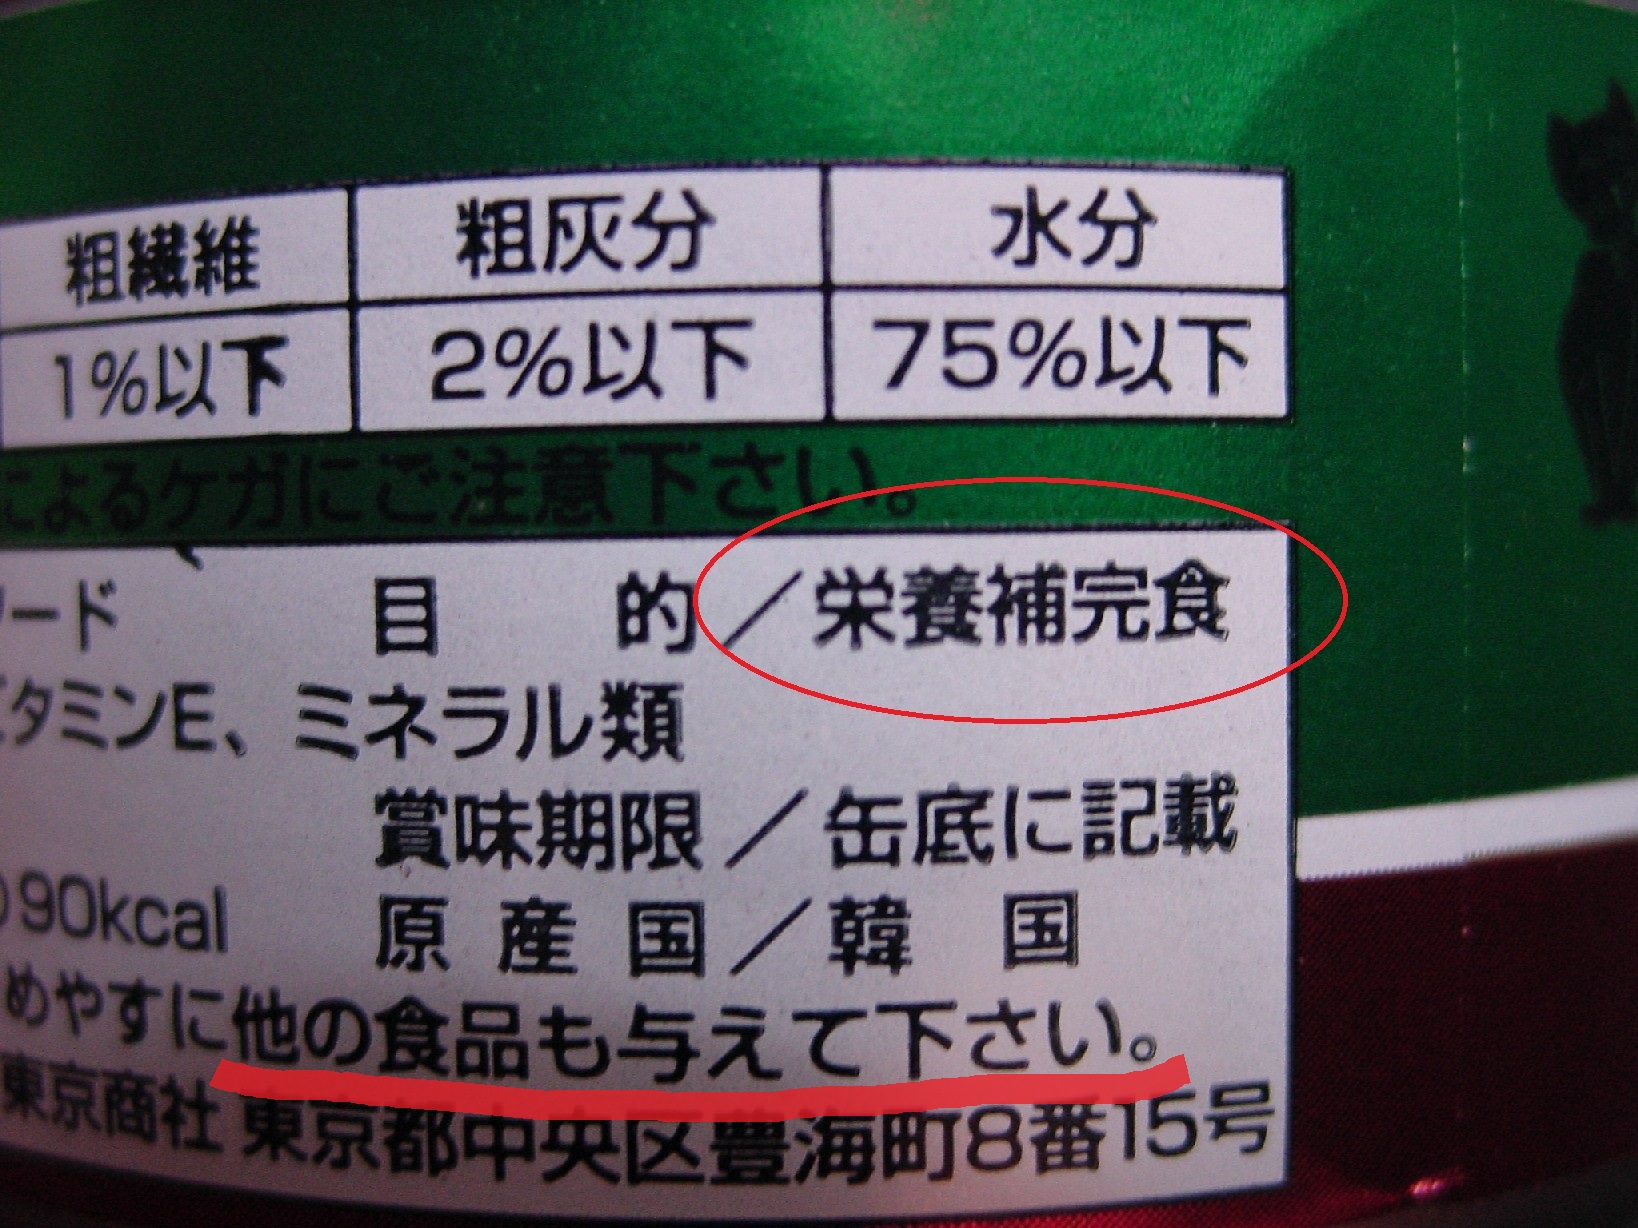 粗繊維 粗灰分 水分
1%以下 2%以下 75%以下
によるケガにご注意下さい。
ード 目的／栄養補完食
タミンE、ミネラル類
賞味期限／缶底に記載
90kcal 原産国／韓国
めやすに他の食品も与えて下さい。
東京商社 東京都中央区豊海町8番15号